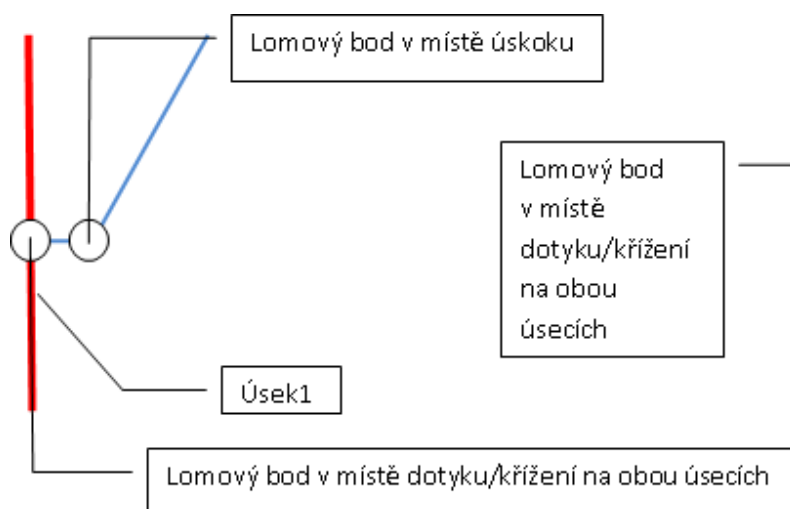 Lomový bod v místě úskoku
Lomový bod
v místě
dotyku/křížení
na obou
úsecích
Úsek1
Lomový bod v místě dotyku/křížení na obou úsecích